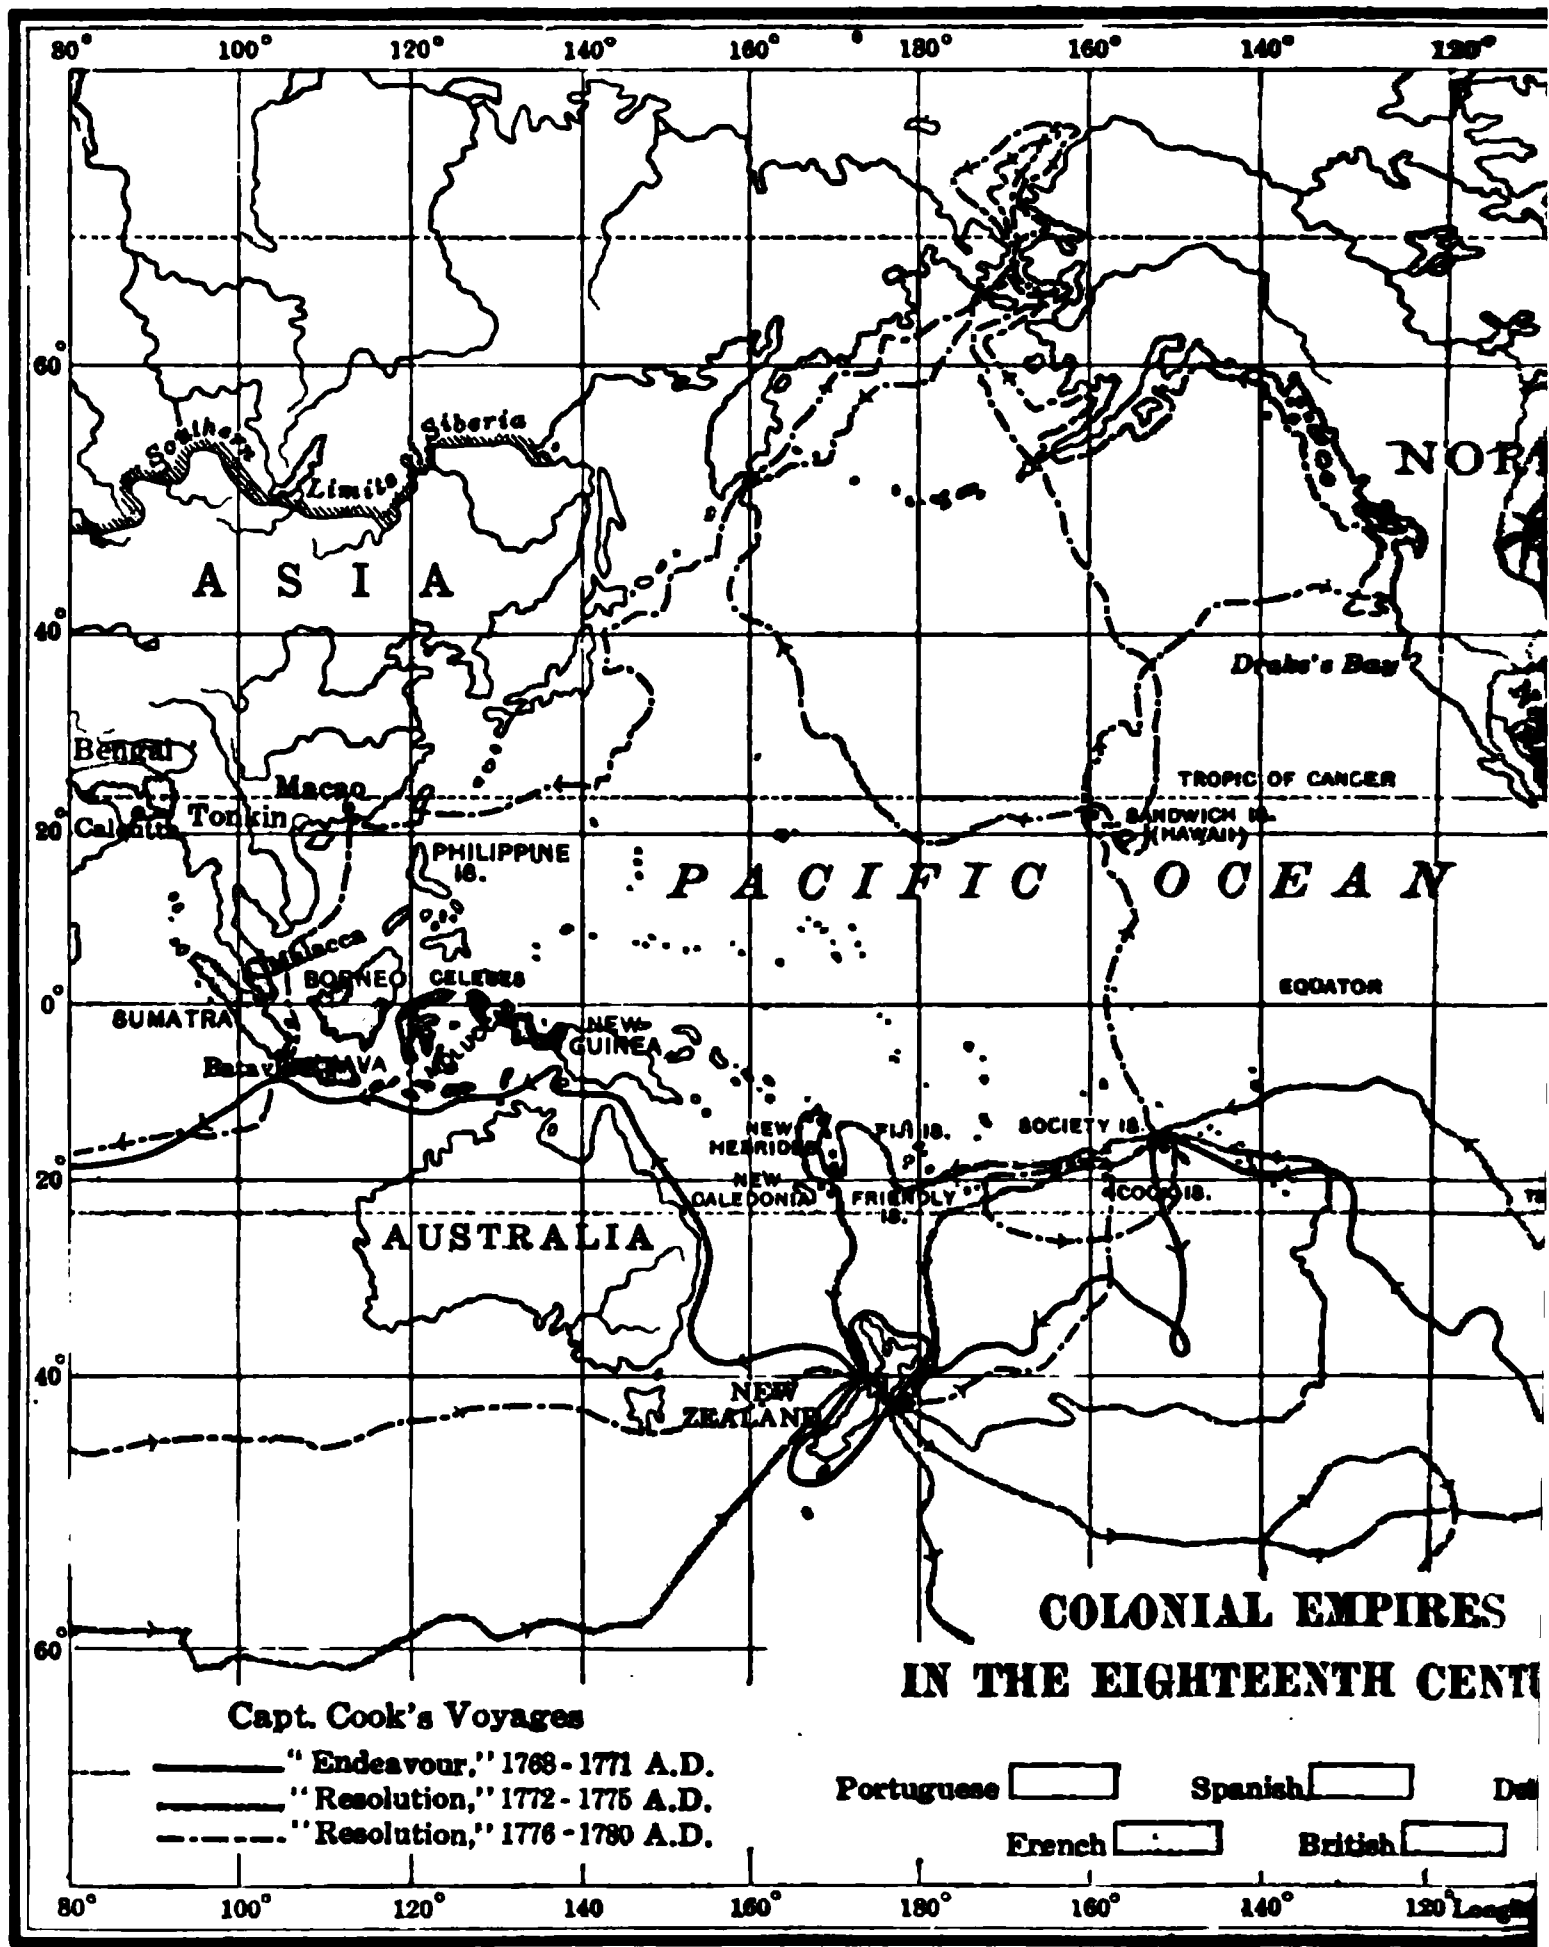 80° 100° 120° 140° 160° 180° 160° 140° 120°
60°
Southern
Limits
Siberia
NOR
ASIA
40°
Drake's Bay
Bengal
Macao
TROPIC OF CANCER
Calcutta
Tonkin
20°
SANDWICH IS.
(HAWAII)
PHILIPPINE
IS.
PACIFIC OCEAN
Malacca
BORNEO
CELEBES
EQUATOR
0°
SUMATRA
NEW
GUINEA
JAVA
NEW
HEBRIDES
FIJI IS.
SOCIETY IS.
20°
NEW
CALEDONIA
FRIENDLY
IS.
COOK IS.
AUSTRALIA
40°
NEW
ZEALAND
60°
COLONIAL EMPIRES
IN THE EIGHTEENTH CENTU
Capt. Cook's Voyages
"Endeavour," 1768-1771 A.D.
"Resolution," 1772-1775 A.D.
"Resolution," 1776-1780 A.D.
Portuguese Spanish
French British
80° 100° 120° 140° 160° 180° 160° 140° 120°